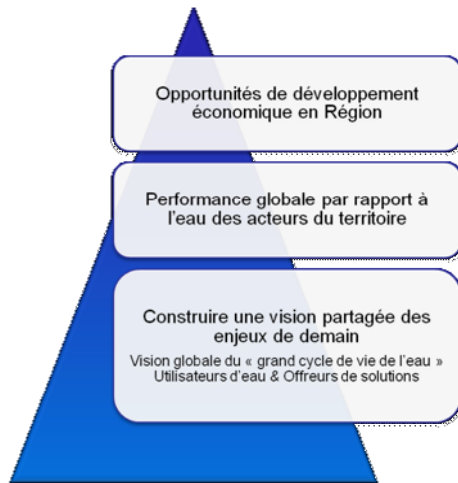 Opportunités de développement
économique en Région
Performance globale par rapport à
l'eau des acteurs du territoire
Construire une vision partagée des
enjeux de demain
Vision globale du « grand cycle de vie de l'eau »
Utilisateurs d'eau & Offreurs de solutions